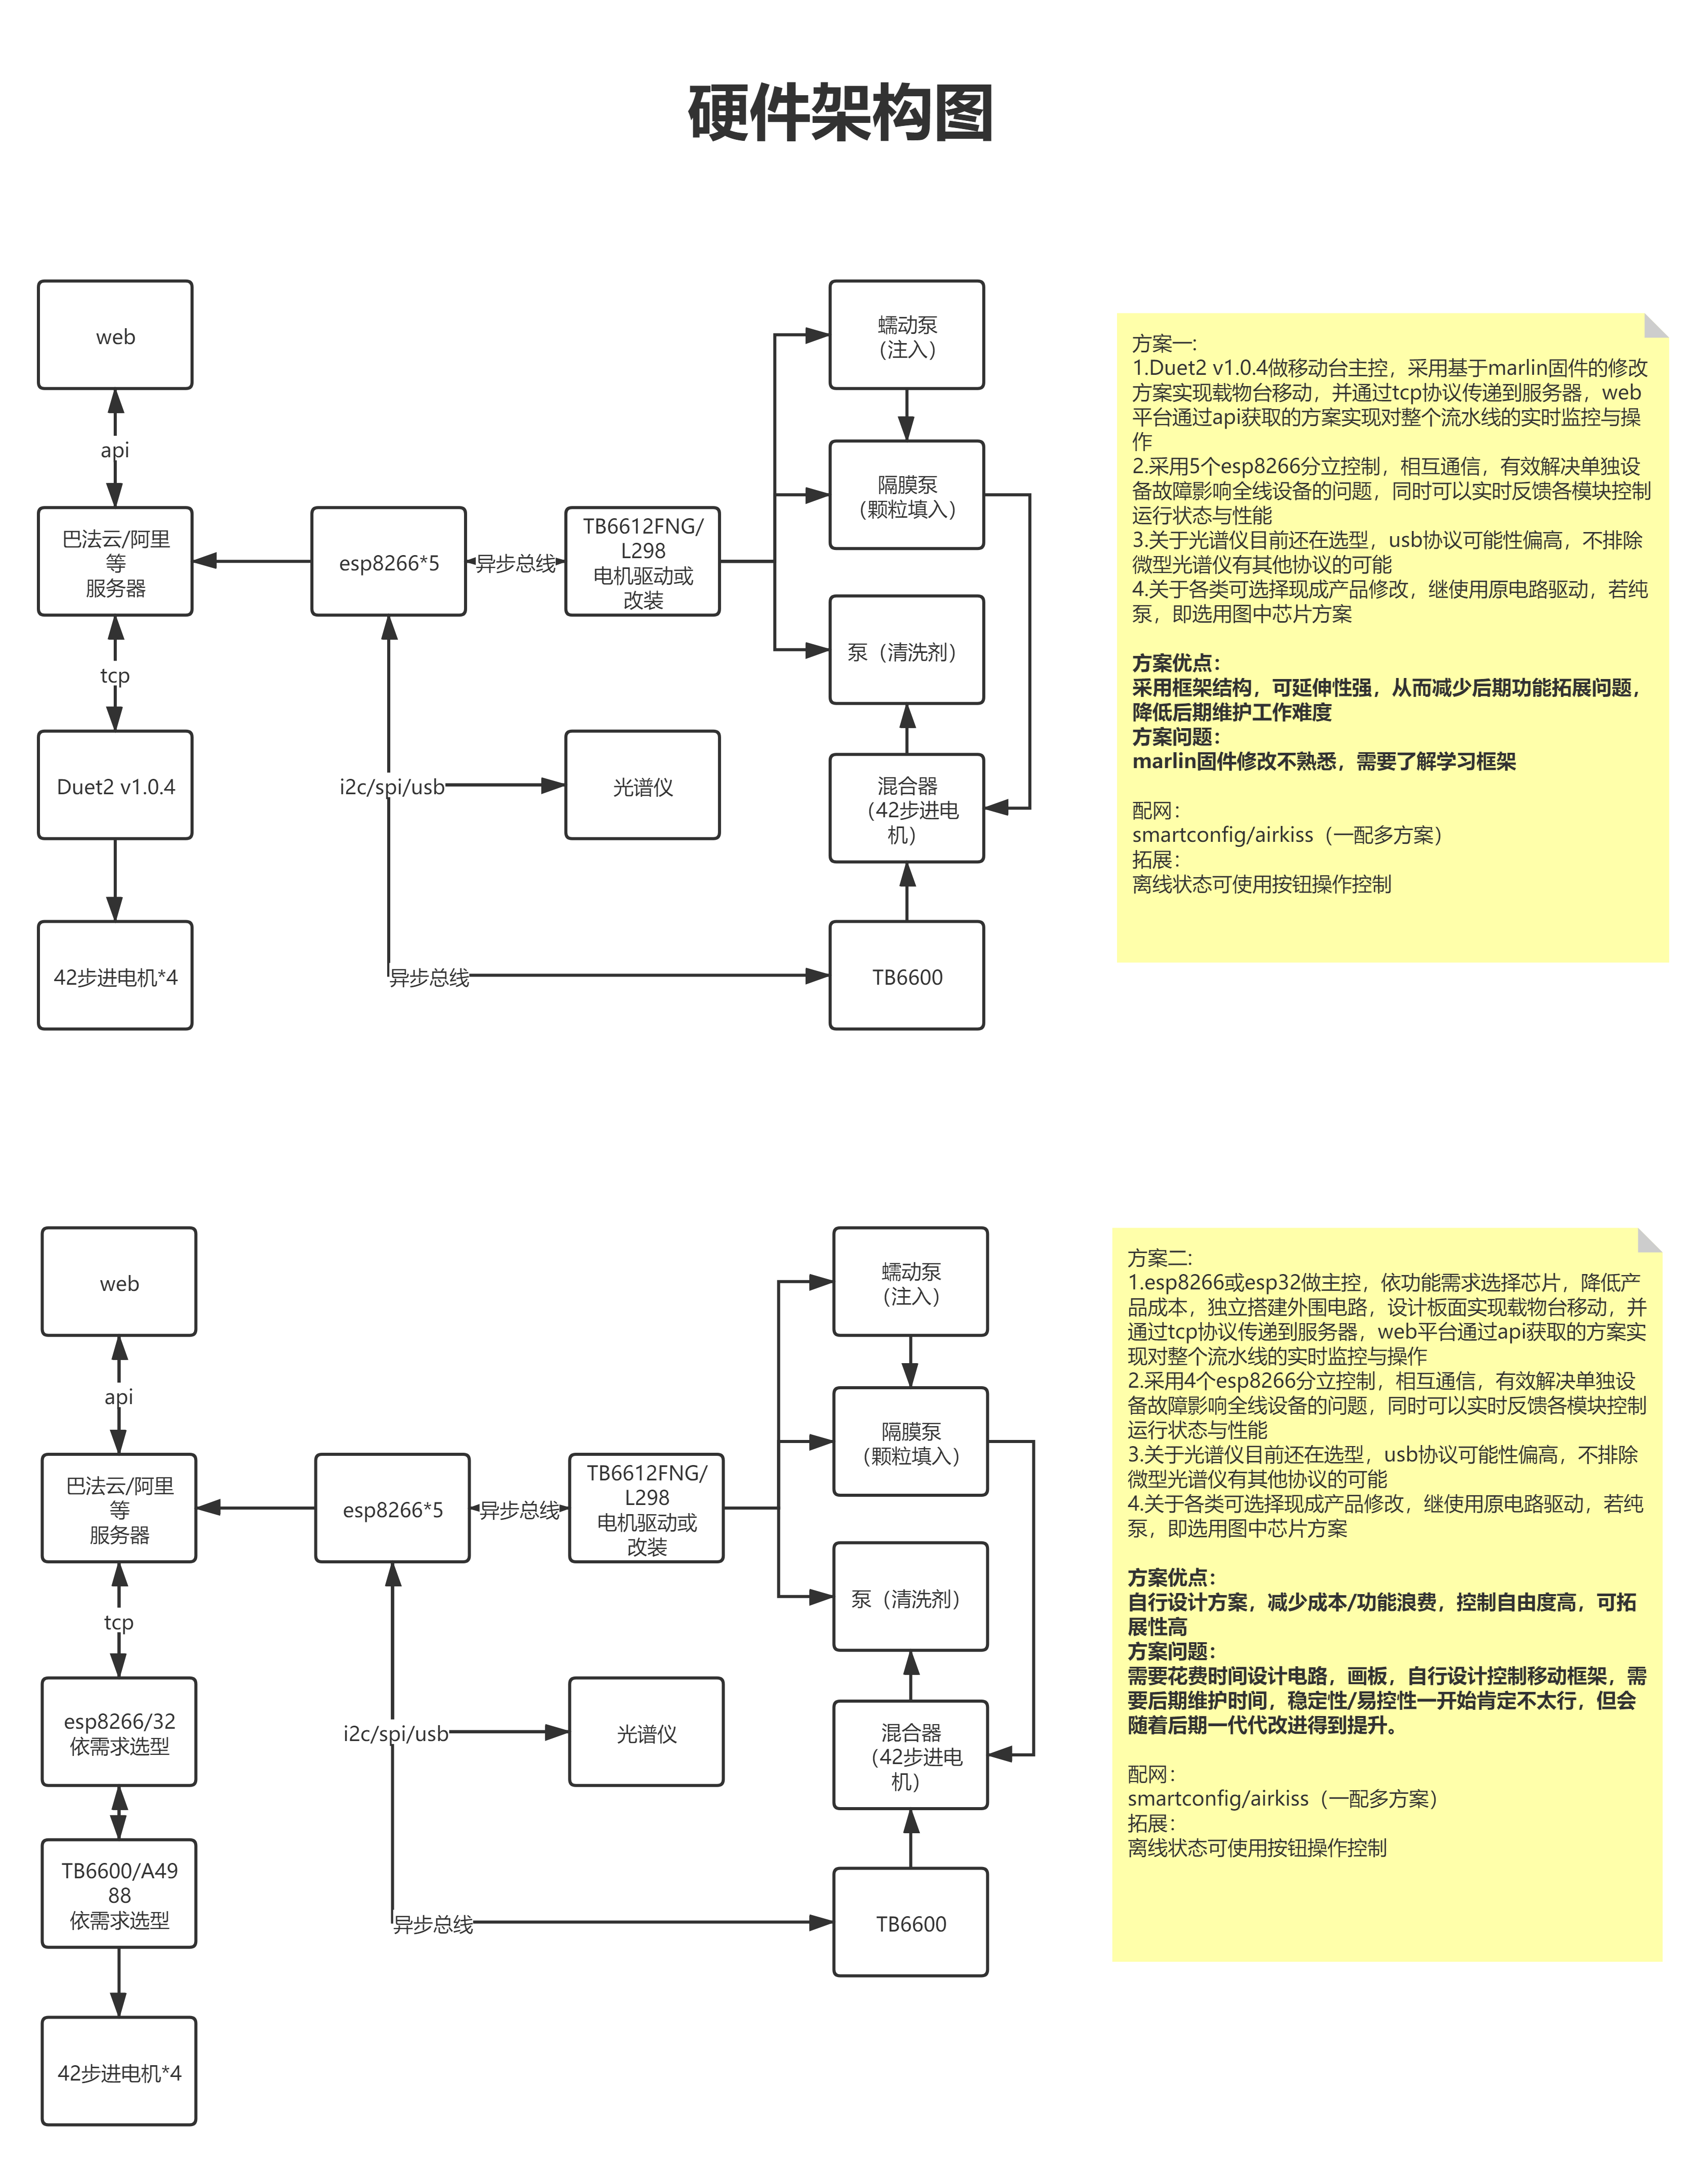 硬件架构图
web
api
巴法云/阿里
等
服务器
tcp
Duet2 v1.0.4
42步进电机*4
esp8266*5
异步总线
TB6612FNG/
L298
电机驱动或
改装
i2c/spi/usb
光谱仪
异步总线
蠕动泵
（注入）
隔膜泵
（颗粒填入）
泵（清洗剂）
混合器
（42步进电
机）
TB6600
方案一:
1.Duet2 v1.0.4做移动台主控，采用基于marlin固件的修改
方案实现载物台移动，并通过tcp协议传递到服务器，web
平台通过api获取的方案实现对整个流水线的实时监控与操
作
2.采用5个esp8266分立控制，相互通信，有效解决单独设
备故障影响全线设备的问题，同时可以实时反馈各模块控制
运行状态与性能
3.关于光谱仪目前还在选型，usb协议可能性偏高，不排除
微型光谱仪有其他协议的可能
4.关于各类可选择现成产品修改，继使用原电路驱动，若纯
泵，即选用图中芯片方案
方案优点：
采用框架结构，可延伸性强，从而减少后期功能拓展问题，
降低后期维护工作难度
方案问题：
marlin固件修改不熟悉，需要了解学习框架
配网：
smartconfig/airkiss（一配多方案）
拓展：
离线状态可使用按钮操作控制
web
api
巴法云/阿里
等
服务器
tcp
esp8266/32
依需求选型
TB6600/A49
88
依需求选型
42步进电机*4
esp8266*5
异步总线
TB6612FNG/
L298
电机驱动或
改装
i2c/spi/usb
光谱仪
异步总线
蠕动泵
（注入）
隔膜泵
（颗粒填入）
泵（清洗剂）
混合器
（42步进电
机）
TB6600
方案二:
1.esp8266或esp32做主控，依功能需求选择芯片，降低产
品成本，独立搭建外围电路，设计板面实现载物台移动，并
通过tcp协议传递到服务器，web平台通过api获取的方案实
现对整个流水线的实时监控与操作
2.采用4个esp8266分立控制，相互通信，有效解决单独设
备故障影响全线设备的问题，同时可以实时反馈各模块控制
运行状态与性能
3.关于光谱仪目前还在选型，usb协议可能性偏高，不排除
微型光谱仪有其他协议的可能
4.关于各类可选择现成产品修改，继使用原电路驱动，若纯
泵，即选用图中芯片方案
方案优点：
自行设计方案，减少成本/功能浪费，控制自由度高，可拓
展性高
方案问题：
需要花费时间设计电路，画板，自行设计控制移动框架，需
要后期维护时间，稳定性/易控性一开始肯定不太行，但会
随着后期一代代改进得到提升。
配网：
smartconfig/airkiss（一配多方案）
拓展：
离线状态可使用按钮操作控制